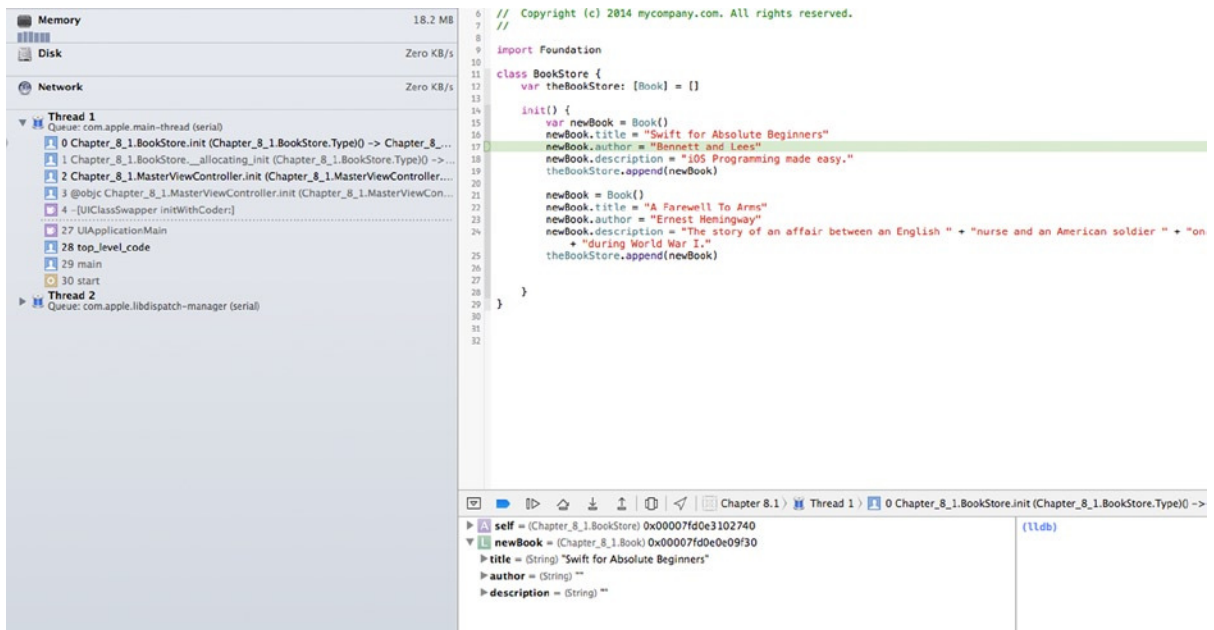 Memory 18.2 MB
Disk Zero KB/s
Network Zero KB/s
Thread 1
Queue: com.apple.main-thread (serial)
0 Chapter_8_1.BookStore.init (Chapter_8_1.BookStore.Type)() -> Chapter_8_...
1 Chapter_8_1.BookStore.__allocating_init (Chapter_8_1.BookStore.Type)() ->...
2 Chapter_8_1.MasterViewController.init (Chapter_8_1.MasterViewController....
3 @objc Chapter_8_1.MasterViewController.init (Chapter_8_1.MasterViewCon...
4 -[UIClassSwapper initWithCoder:]
27 UIApplicationMain
28 top_level_code
29 main
30 start
Thread 2
Queue: com.apple.libdispatch-manager (serial)
6 // Copyright (c) 2014 mycompany.com. All rights reserved.
7 //
8
9 import Foundation
10
11 class BookStore {
12 var theBookStore: [Book] = []
13
14 init() {
15 var newBook = Book()
16 newBook.title = "Swift for Absolute Beginners"
17 newBook.author = "Bennett and Lees"
18 newBook.description = "iOS Programming made easy."
19 theBookStore.append(newBook)
20
21 newBook = Book()
22 newBook.title = "A Farewell To Arms"
23 newBook.author = "Ernest Hemingway"
24 newBook.description = "The story of an affair between an English " + "nurse and an American soldier " + "on
+ "during World War I."
25 theBookStore.append(newBook)
26
27
28 }
29 }
30
31
32
Chapter 8.1 Thread 1 0 Chapter_8_1.BookStore.init (Chapter_8_1.BookStore.Type)() ->
A self = (Chapter_8_1.BookStore) 0x00007fd0e3102740
L newBook = (Chapter_8_1.Book) 0x00007fd0e0e09f30
title = (String) "Swift for Absolute Beginners"
author = (String) ""
description = (String) ""
(lldb)